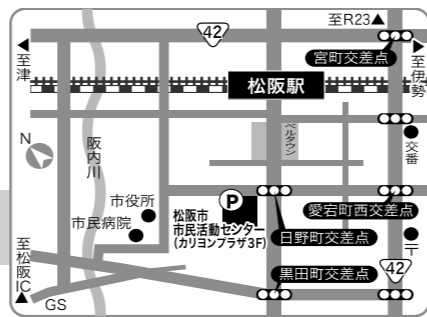 至R23▲
42
◀至津
宮町交差点
▶至伊勢
松阪駅
N
阪内川
ベルタウン
交番
市役所
市民病院
P
松阪市
市民活動センター
(カリヨンプラザ3F)
愛宕町西交差点
日野町交差点
〒
至松阪IC▲
黒田町交差点
42
GS